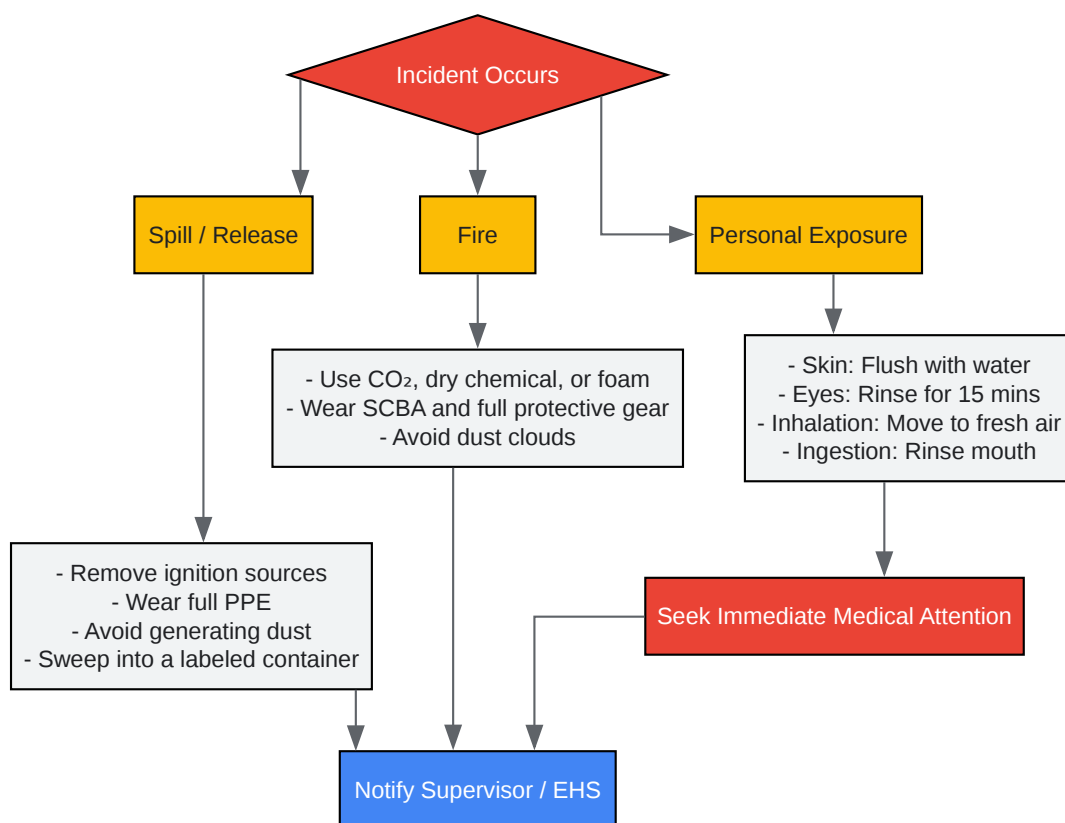 Incident Occurs
Spill / Release
Fire
Personal Exposure
- Use CO₂, dry chemical, or foam
- Wear SCBA and full protective gear
- Avoid dust clouds
- Skin: Flush with water
- Eyes: Rinse for 15 mins
- Inhalation: Move to fresh air
- Ingestion: Rinse mouth
- Remove ignition sources
- Wear full PPE
- Avoid generating dust
- Sweep into a labeled container
Seek Immediate Medical Attention
Notify Supervisor / EHS